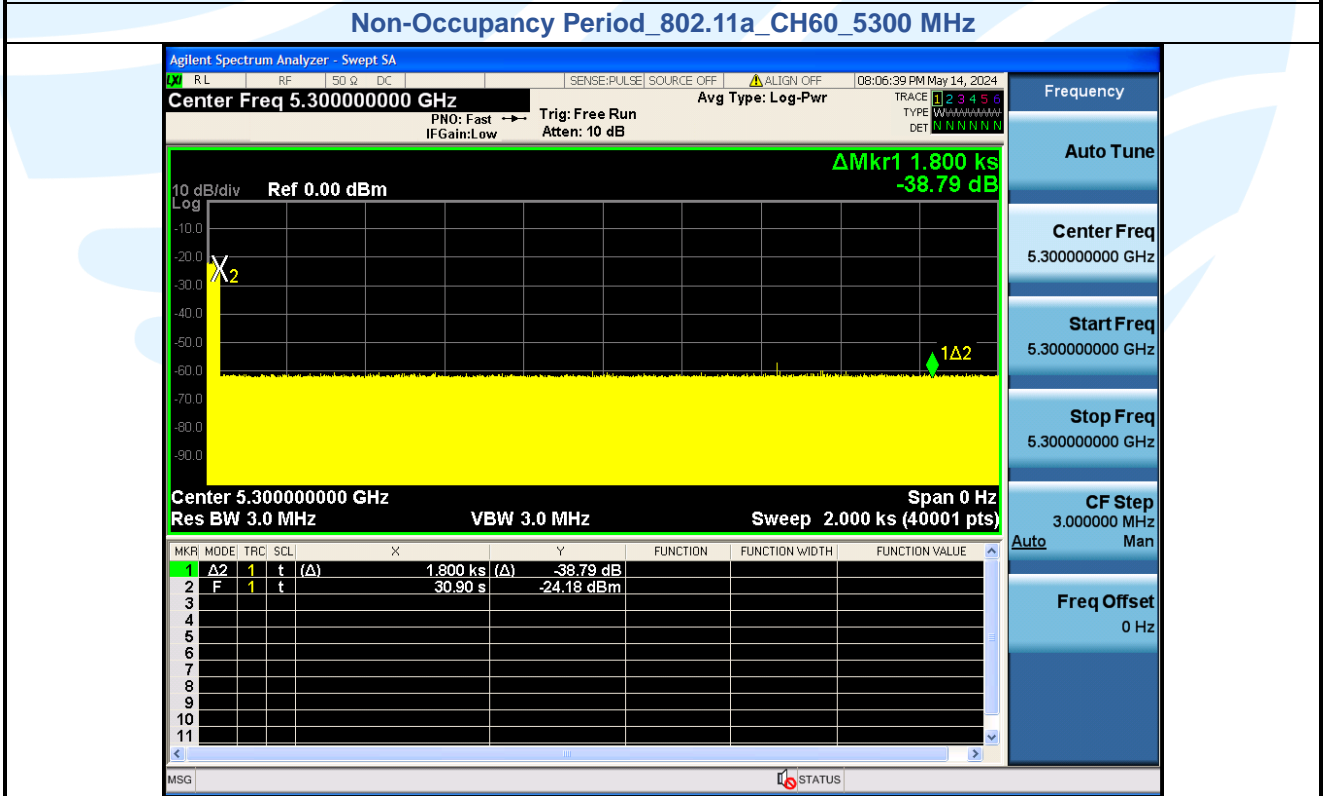 Non-Occupancy Period_802.11a_CH60_5300 MHz
Agilent Spectrum Analyzer - Swept SA
LXI RL RF 50 Ω DC SENSE:PULSE SOURCE OFF ALIGN OFF 08:06:39 PM May 14, 2024
Center Freq 5.300000000 GHz
PNO: Fast
IFGain:Low
Trig: Free Run
Atten: 10 dB
Avg Type: Log-Pwr
TRACE 1 2 3 4 5 6
TYPE
DET N N N N N N
ΔMkr1 1.800 ks
-38.79 dB
10 dB/div Ref 0.00 dBm
Log
-10.0
-20.0
-30.0
-40.0
-50.0
-60.0
-70.0
-80.0
-90.0
X2
1Δ2
Center 5.300000000 GHz Span 0 Hz
Res BW 3.0 MHz VBW 3.0 MHz Sweep 2.000 ks (40001 pts)
MKR MODE TRC SCL X Y FUNCTION FUNCTION WIDTH FUNCTION VALUE
1 Δ2 1 t (Δ) 1.800 ks (Δ) -38.79 dB
2 F 1 t 30.90 s -24.18 dBm
3
4
5
6
7
8
9
10
11
MSG STATUS
Frequency
Auto Tune
Center Freq
5.300000000 GHz
Start Freq
5.300000000 GHz
Stop Freq
5.300000000 GHz
CF Step
3.000000 MHz
Auto Man
Freq Offset
0 Hz